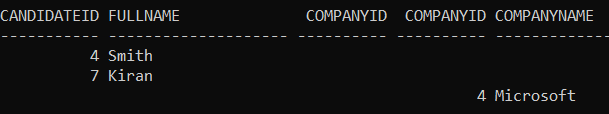 CANDIDATEID FULLNAME             COMPANYID  COMPANYID COMPANYNAME
----------- -------------------- ---------- ---------- -------------
          4 Smith
          7 Kiran
                                                     4 Microsoft